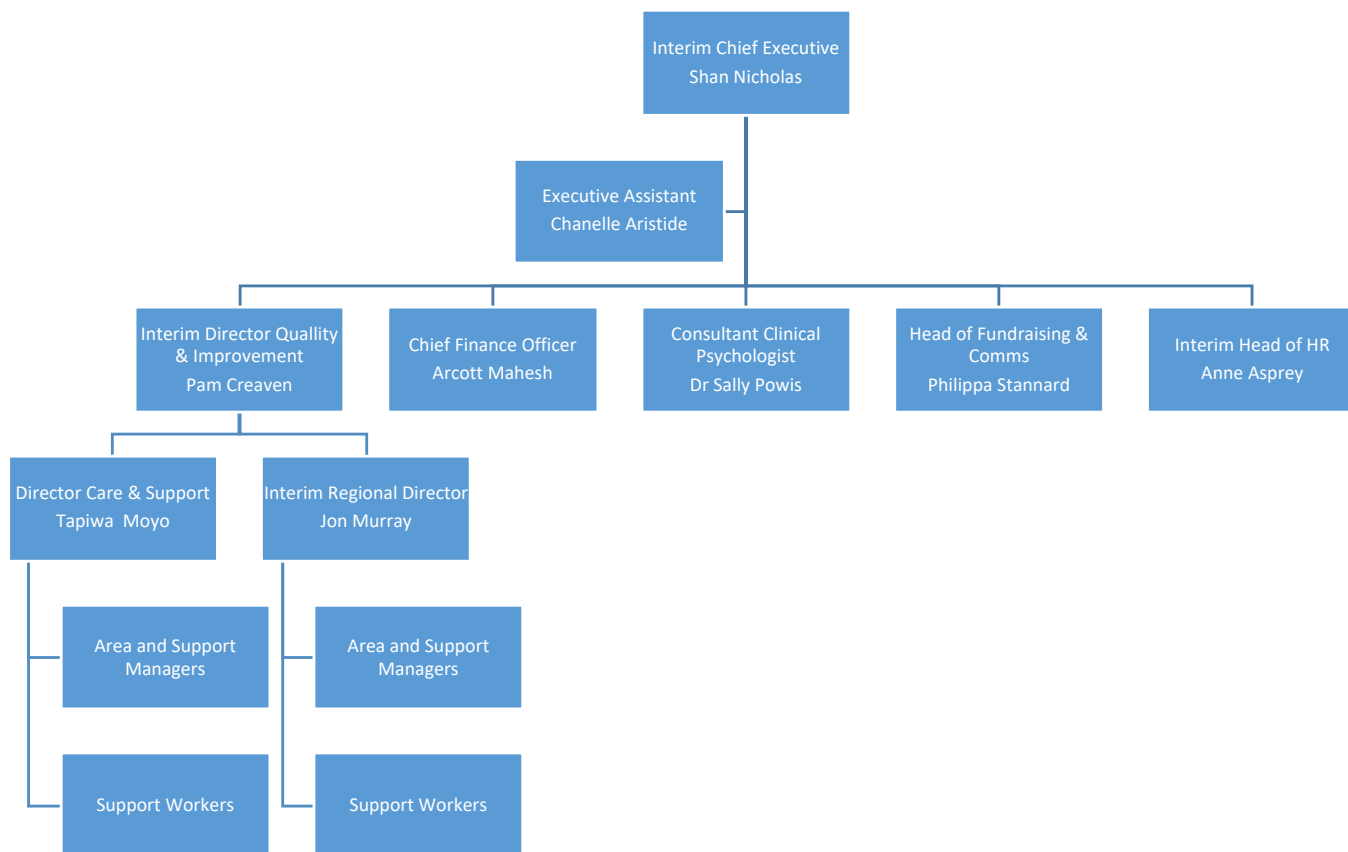 Interim Chief Executive
Shan Nicholas
Executive Assistant
Chanelle Aristide
Interim Director Quallity
& Improvement
Pam Creaven
Chief Finance Officer
Arcott Mahesh
Consultant Clinical
Psychologist
Dr Sally Powis
Head of Fundraising &
Comms
Philippa Stannard
Interim Head of HR
Anne Asprey
Director Care & Support
Tapiwa  Moyo
Interim Regional Director
Jon Murray
Area and Support
Managers
Area and Support
Managers
Support Workers
Support Workers